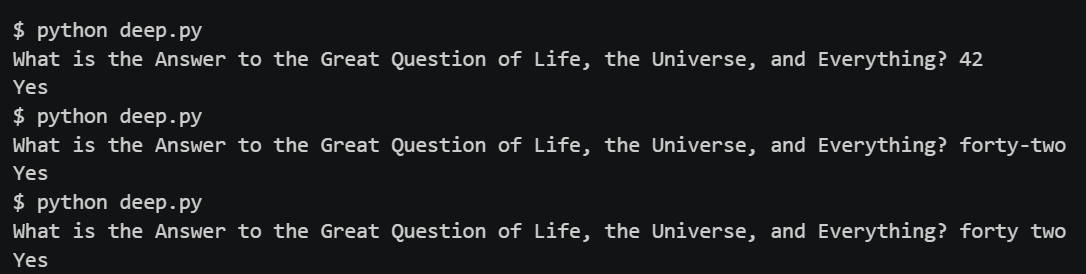 $ python deep.py
What is the Answer to the Great Question of Life, the Universe, and Everything? 42
Yes
$ python deep.py
What is the Answer to the Great Question of Life, the Universe, and Everything? forty-two
Yes
$ python deep.py
What is the Answer to the Great Question of Life, the Universe, and Everything? forty two
Yes